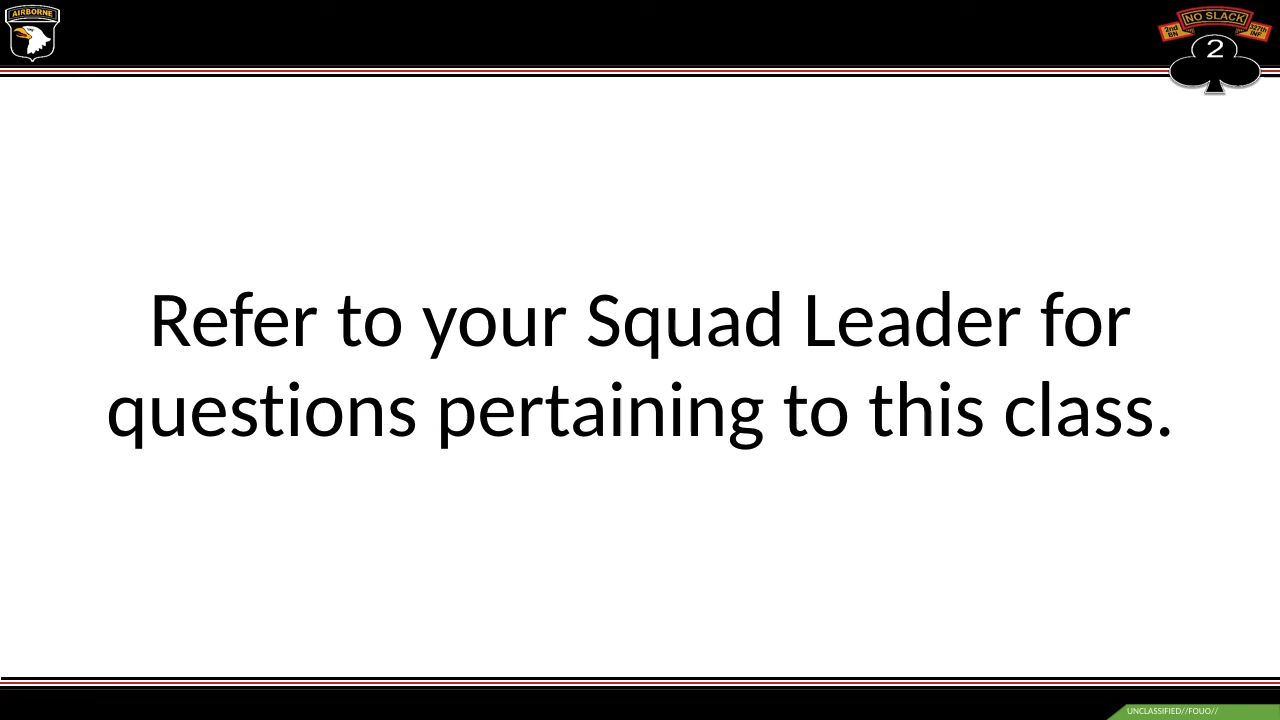 AIRBORNE
NO SLACK
2nd
BN
327th
INF
2
Refer to your Squad Leader for
questions pertaining to this class.
UNCLASSIFIED//FOUO//